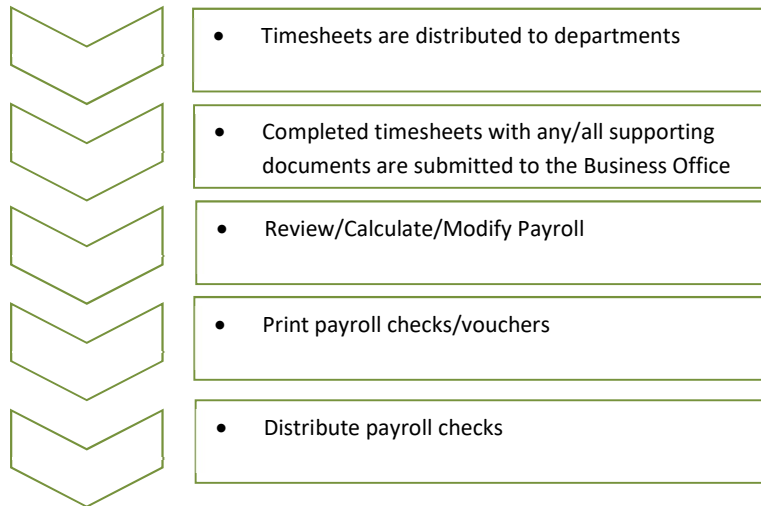 • Timesheets are distributed to departments
• Completed timesheets with any/all supporting
documents are submitted to the Business Office
• Review/Calculate/Modify Payroll
• Print payroll checks/vouchers
• Distribute payroll checks